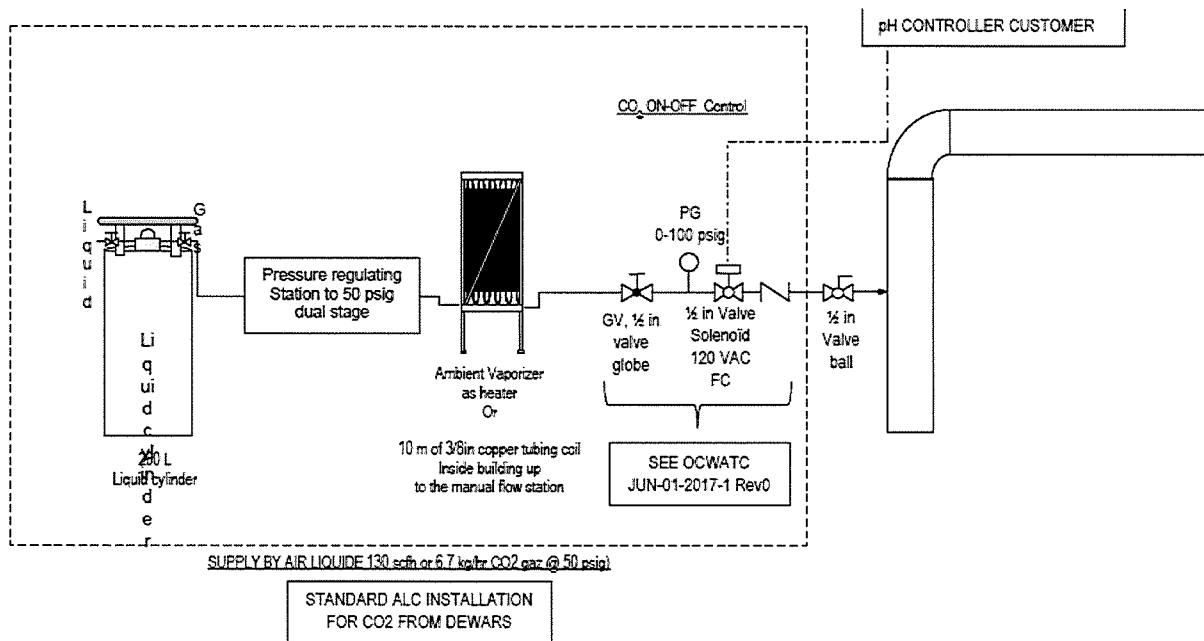 pH CONTROLLER CUSTOMER
CO2 ON-OFF Control
Liquid
Gas
PG
0-100 psig
Pressure regulating
Station to 50 psig
dual stage
GV, ½ in
valve
globe
½ in Valve
Solenoïd
120 VAC
FC
½ in
Valve
ball
Liquid cylinder
Ambient Vaporizer
as heater
Or
10 m of 3/8in copper tubing coil
Inside building up
to the manual flow station
L
Liquid cylinder
SEE OCWATC
JUN-01-2017-1 Rev0
SUPPLY BY AIR LIQUIDE 130 scfh or 6.7 kg/hr CO2 gaz @ 50 psig)
STANDARD ALC INSTALLATION
FOR CO2 FROM DEWARS